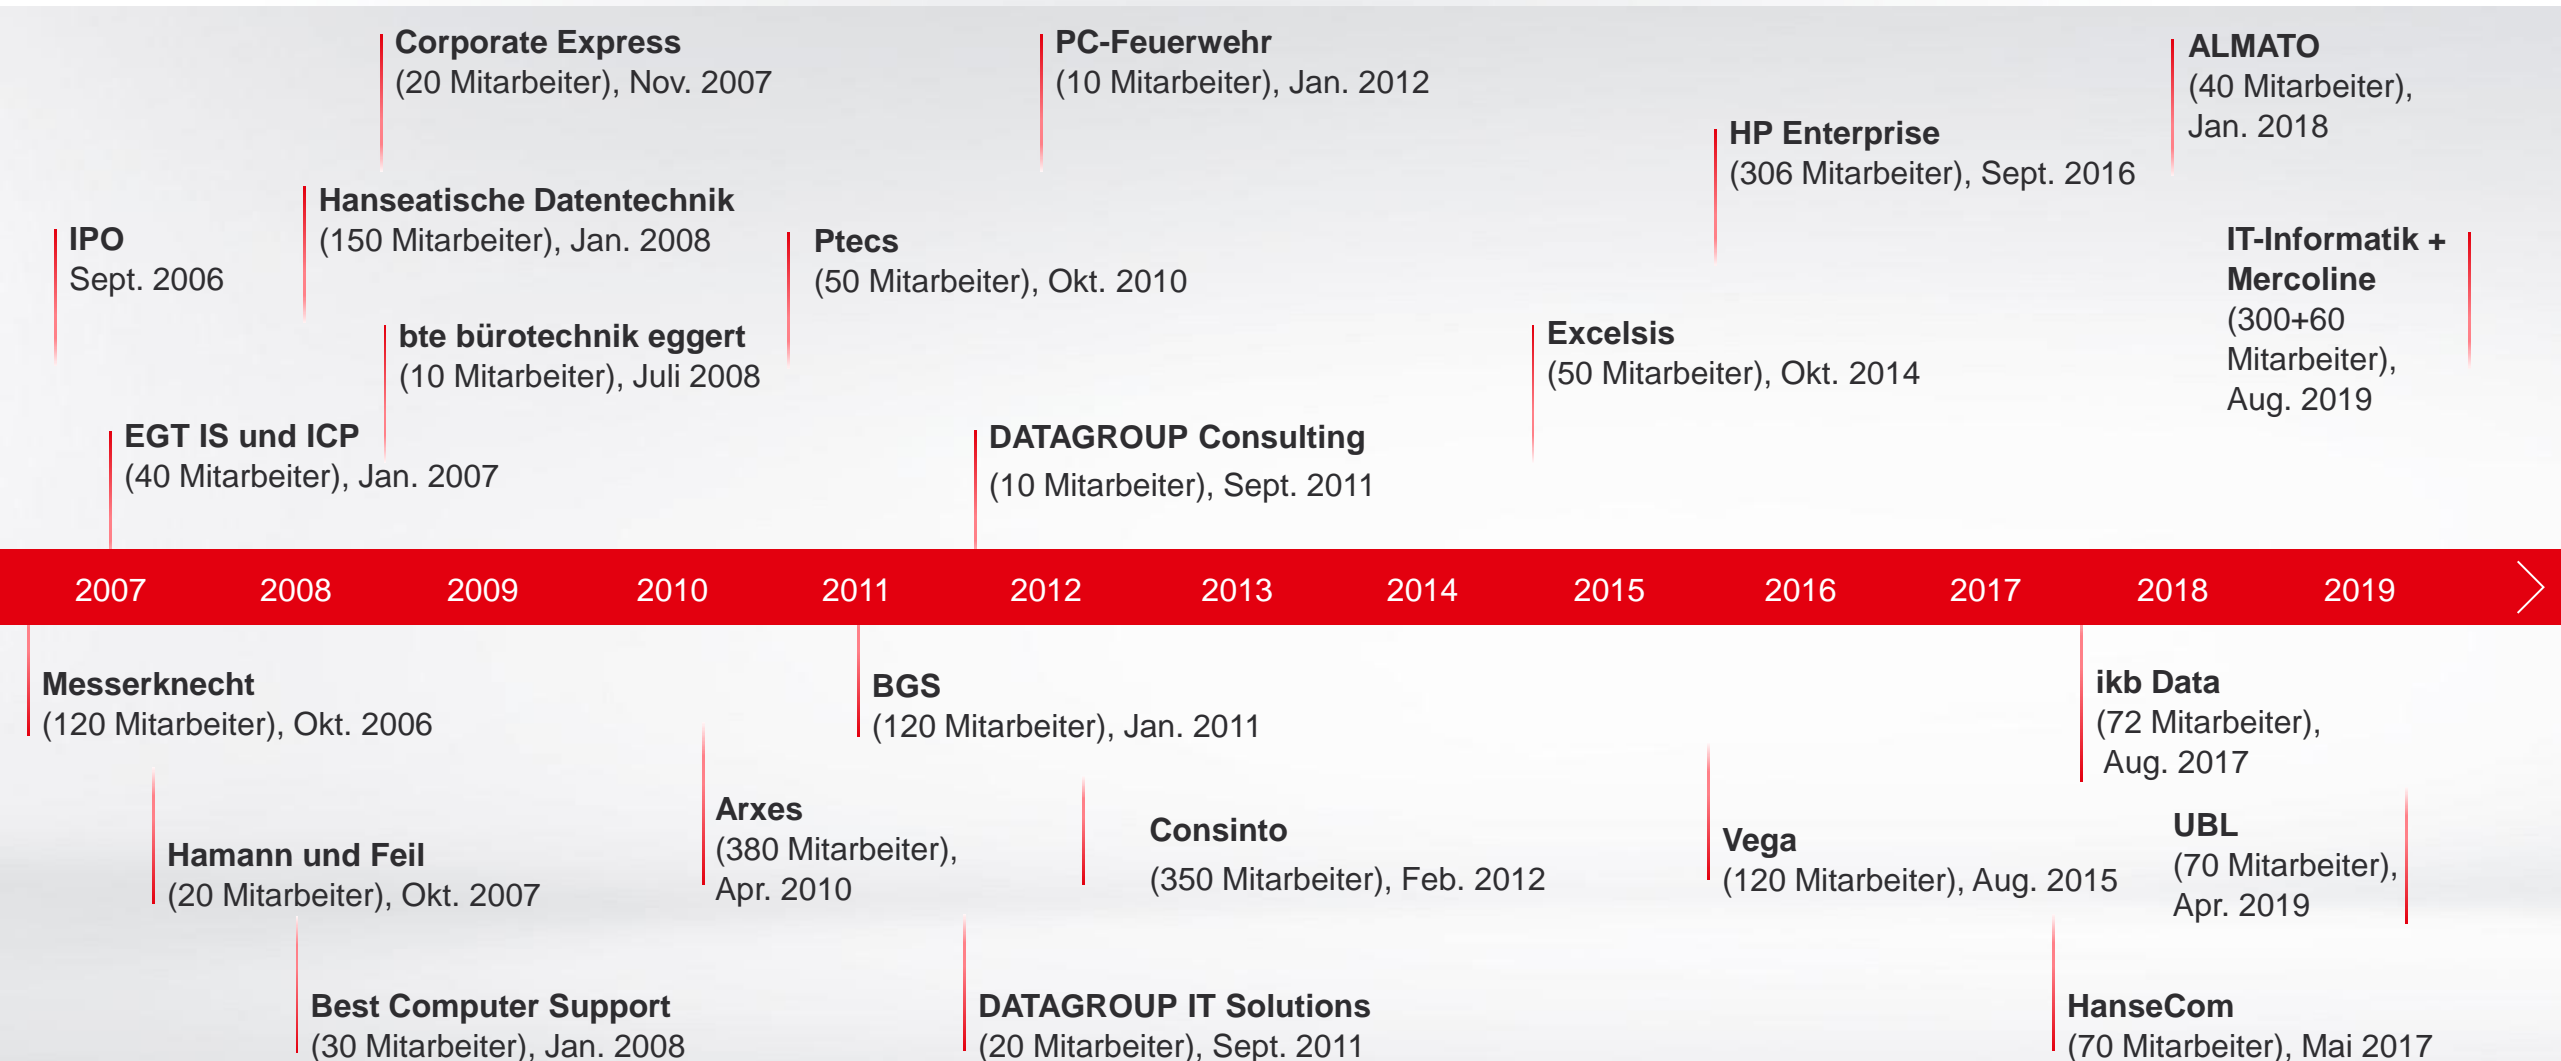 Corporate Express
(20 Mitarbeiter), Nov. 2007
PC-Feuerwehr
(10 Mitarbeiter), Jan. 2012
ALMATO
(40 Mitarbeiter),
Jan. 2018
HP Enterprise
(306 Mitarbeiter), Sept. 2016
Hanseatische Datentechnik
(150 Mitarbeiter), Jan. 2008
IPO
Sept. 2006
Ptecs
(50 Mitarbeiter), Okt. 2010
IT-Informatik +
Mercoline
(300+60
Mitarbeiter),
Aug. 2019
bte bürotechnik eggert
(10 Mitarbeiter), Juli 2008
Excelsis
(50 Mitarbeiter), Okt. 2014
EGT IS und ICP
(40 Mitarbeiter), Jan. 2007
DATAGROUP Consulting
(10 Mitarbeiter), Sept. 2011
2007 2008 2009 2010 2011 2012 2013 2014 2015 2016 2017 2018 2019
Messerknecht
(120 Mitarbeiter), Okt. 2006
BGS
(120 Mitarbeiter), Jan. 2011
ikb Data
(72 Mitarbeiter),
Aug. 2017
Arxes
(380 Mitarbeiter),
Apr. 2010
Consinto
(350 Mitarbeiter), Feb. 2012
Vega
(120 Mitarbeiter), Aug. 2015
UBL
(70 Mitarbeiter),
Apr. 2019
Hamann und Feil
(20 Mitarbeiter), Okt. 2007
Best Computer Support
(30 Mitarbeiter), Jan. 2008
DATAGROUP IT Solutions
(20 Mitarbeiter), Sept. 2011
HanseCom
(70 Mitarbeiter), Mai 2017